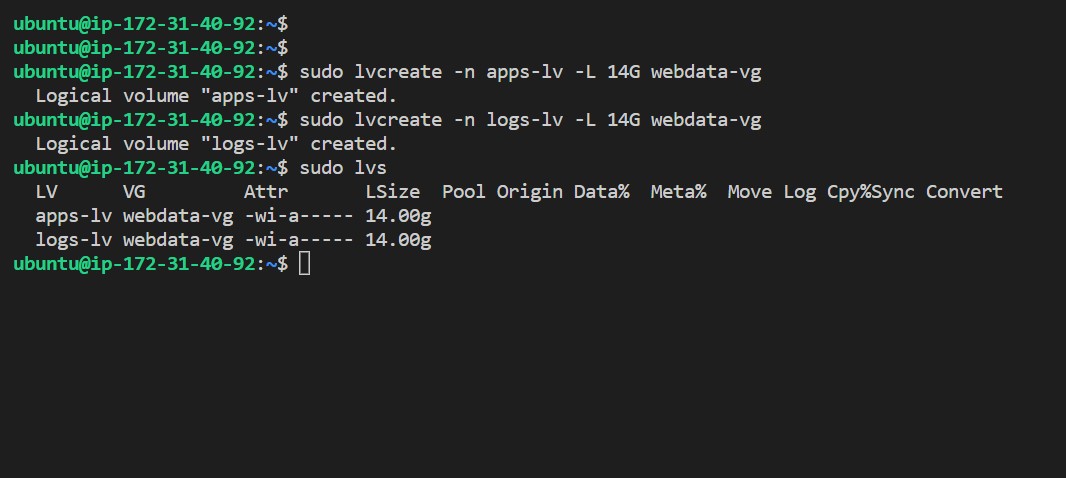 ubuntu@ip-172-31-40-92:~$
ubuntu@ip-172-31-40-92:~$
ubuntu@ip-172-31-40-92:~$ sudo lvcreate -n apps-lv -L 14G webdata-vg
  Logical volume "apps-lv" created.
ubuntu@ip-172-31-40-92:~$ sudo lvcreate -n logs-lv -L 14G webdata-vg
  Logical volume "logs-lv" created.
ubuntu@ip-172-31-40-92:~$ sudo lvs
  LV      VG         Attr       LSize  Pool Origin Data%  Meta%  Move Log Cpy%Sync Convert
  apps-lv webdata-vg -wi-a----- 14.00g
  logs-lv webdata-vg -wi-a----- 14.00g
ubuntu@ip-172-31-40-92:~$